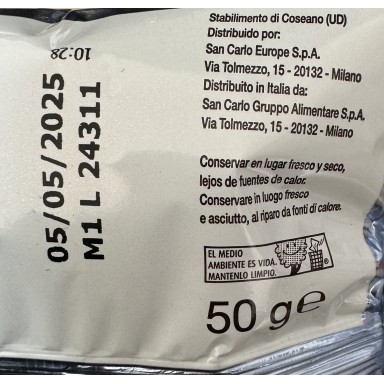 Stabilimento di Coseano (UD)
Distribuido por:
San Carlo Europe S.p.A.
Via Tolmezzo, 15 - 20132 - Milano
Distribuito in Italia da:
San Carlo Gruppo Alimentare S.p.A.
Via Tolmezzo, 15 - 20132 - Milano
Conservar en lugar fresco y seco,
lejos de fuentes de calor.
Conservare in luogo fresco
e asciutto, al riparo da fonti di calore.
EL MEDIO
AMBIENTE ES VIDA.
MANTENLO LIMPIO.
®
50 g e
10:28
05/05/2025
M1 L 24311